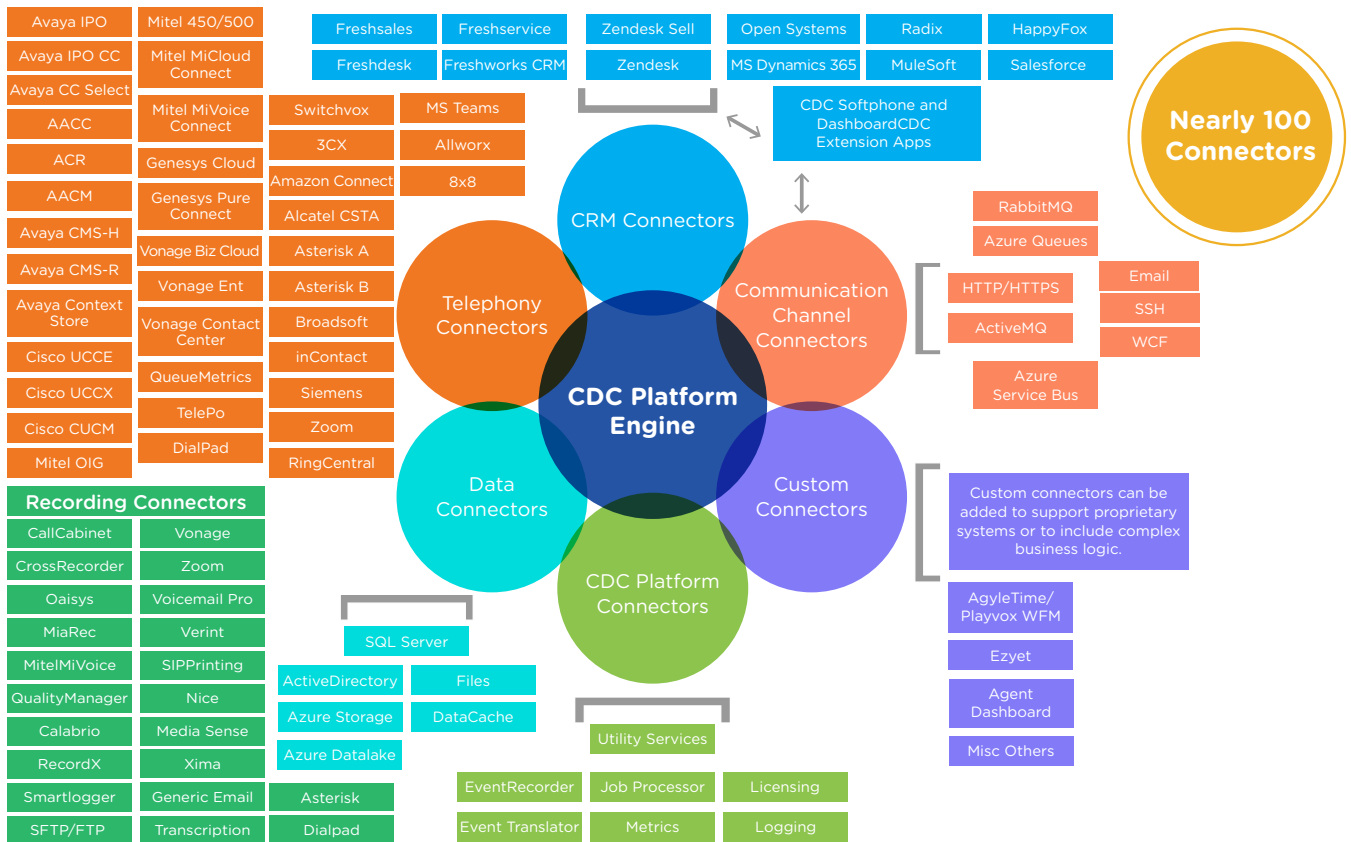 Avaya IPO
Avaya IPO CC
Avaya CC Select
AACC
ACR
AACM
Avaya CMS-H
Avaya CMS-R
Avaya Context
Store
Cisco UCCE
Cisco UCCX
Cisco CUCM
Mitel OIG
Mitel 450/500
Mitel MiCloud
Connect
Mitel MiVoice
Connect
Genesys Cloud
Genesys Pure
Connect
Vonage Biz Cloud
Vonage Ent
Vonage Contact
Center
QueueMetrics
TelePo
DialPad
Switchvox
3CX
Amazon Connect
Alcatel CSTA
Asterisk A
Asterisk B
Broadsoft
inContact
Siemens
Zoom
RingCentral
MS Teams
Allworx
8x8
Freshsales
Freshservice
Zendesk Sell
Open Systems
Radix
HappyFox
Freshdesk
Freshworks CRM
Zendesk
MS Dynamics 365
MuleSoft
Salesforce
CDC Softphone and
DashboardCDC
Extension Apps
Nearly 100
Connectors
CRM Connectors
Telephony
Connectors
Communication
Channel
Connectors
CDC Platform
Engine
Data
Connectors
Custom
Connectors
CDC Platform
Connectors
RabbitMQ
Azure Queues
HTTP/HTTPS
ActiveMQ
Azure
Service Bus
Email
SSH
WCF
Custom connectors can be
added to support proprietary
systems or to include complex
business logic.
AgyleTime/
Playvox WFM
Ezyet
Agent
Dashboard
Misc Others
Recording Connectors
CallCabinet
Vonage
CrossRecorder
Zoom
Oaisys
Voicemail Pro
MiaRec
Verint
MitelMiVoice
SIPPrinting
QualityManager
Nice
Calabrio
Media Sense
RecordX
Xima
Smartlogger
Generic Email
Asterisk
SFTP/FTP
Transcription
Dialpad
SQL Server
ActiveDirectory
Files
Azure Storage
DataCache
Azure Datalake
Utility Services
EventRecorder
Job Processor
Licensing
Event Translator
Metrics
Logging